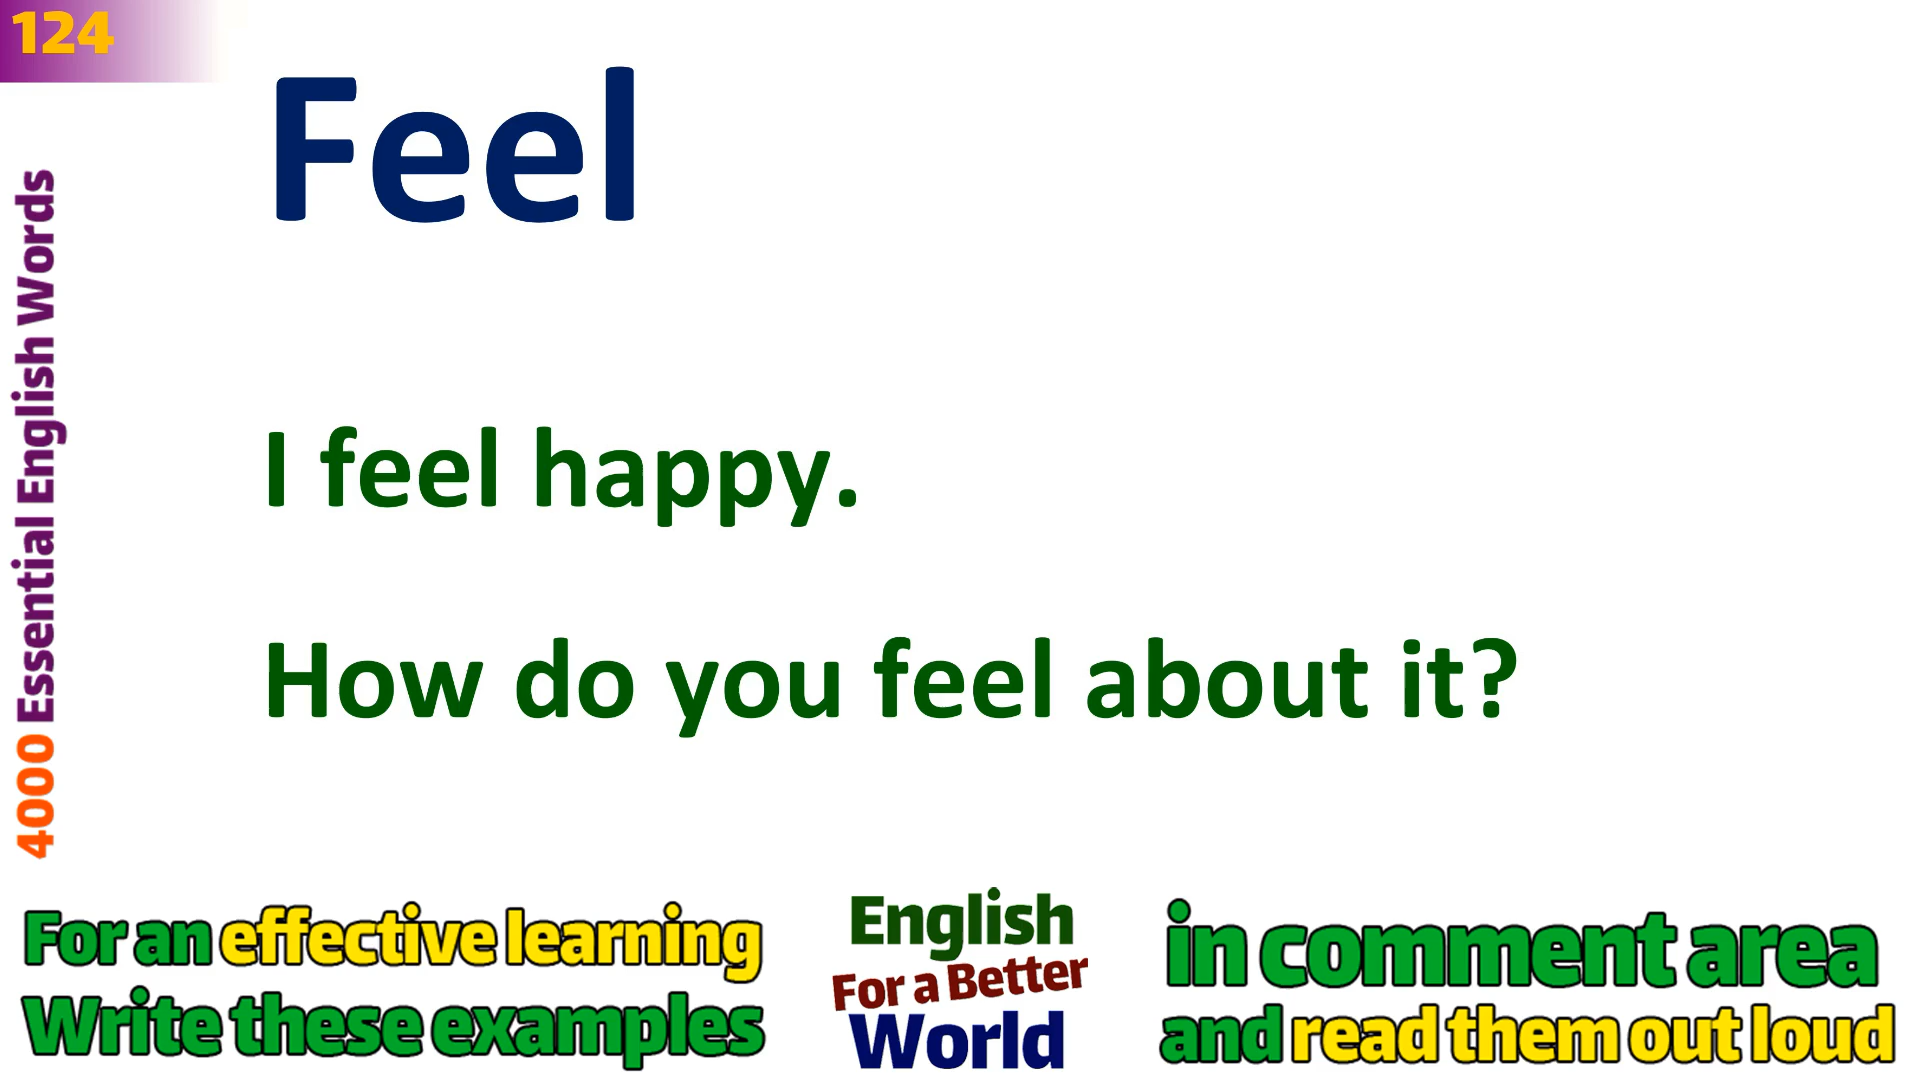 124
Feel
4000 Essential English Words
I feel happy.
How do you feel about it?
For an effective learning
Write these examples
English
For a Better
World
in comment area
and read them out loud